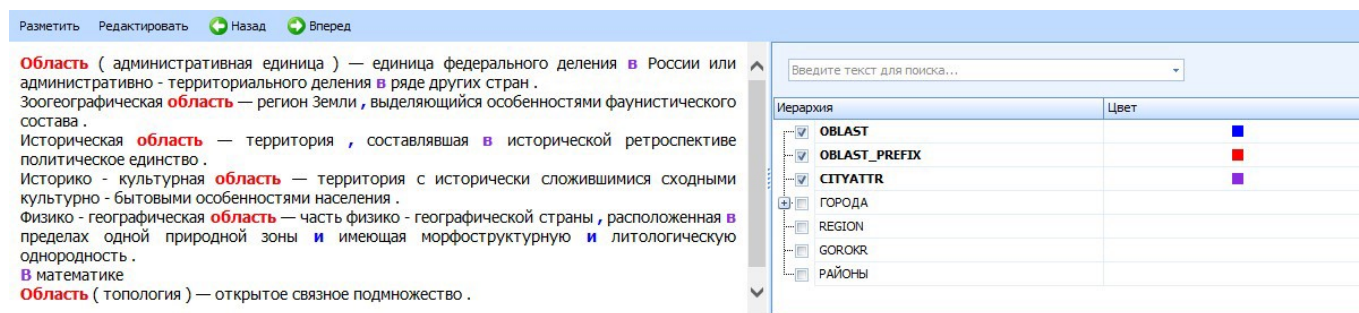 Разметить Редактировать Назад Вперед
Область ( административная единица ) — единица федерального деления в России или
административно - территориального деления в ряде других стран .
Зоогеографическая область — регион Земли , выделяющийся особенностями фаунистического
состава .
Историческая область — территория , составлявшая в исторической ретроспективе
политическое единство .
Историко - культурная область — территория с исторически сложившимися сходными
культурно - бытовыми особенностями населения .
Физико - географическая область — часть физико - географической страны , расположенная в
пределах одной природной зоны и имеющая морфоструктурную и литологическую
однородность .
В математике
Область ( топология ) — открытое связное подмножество .
Введите текст для поиска...
Иерархия Цвет
OBLAST
OBLAST_PREFIX
CITYATTR
ГОРОДА
REGION
GOROKR
РАЙОНЫ